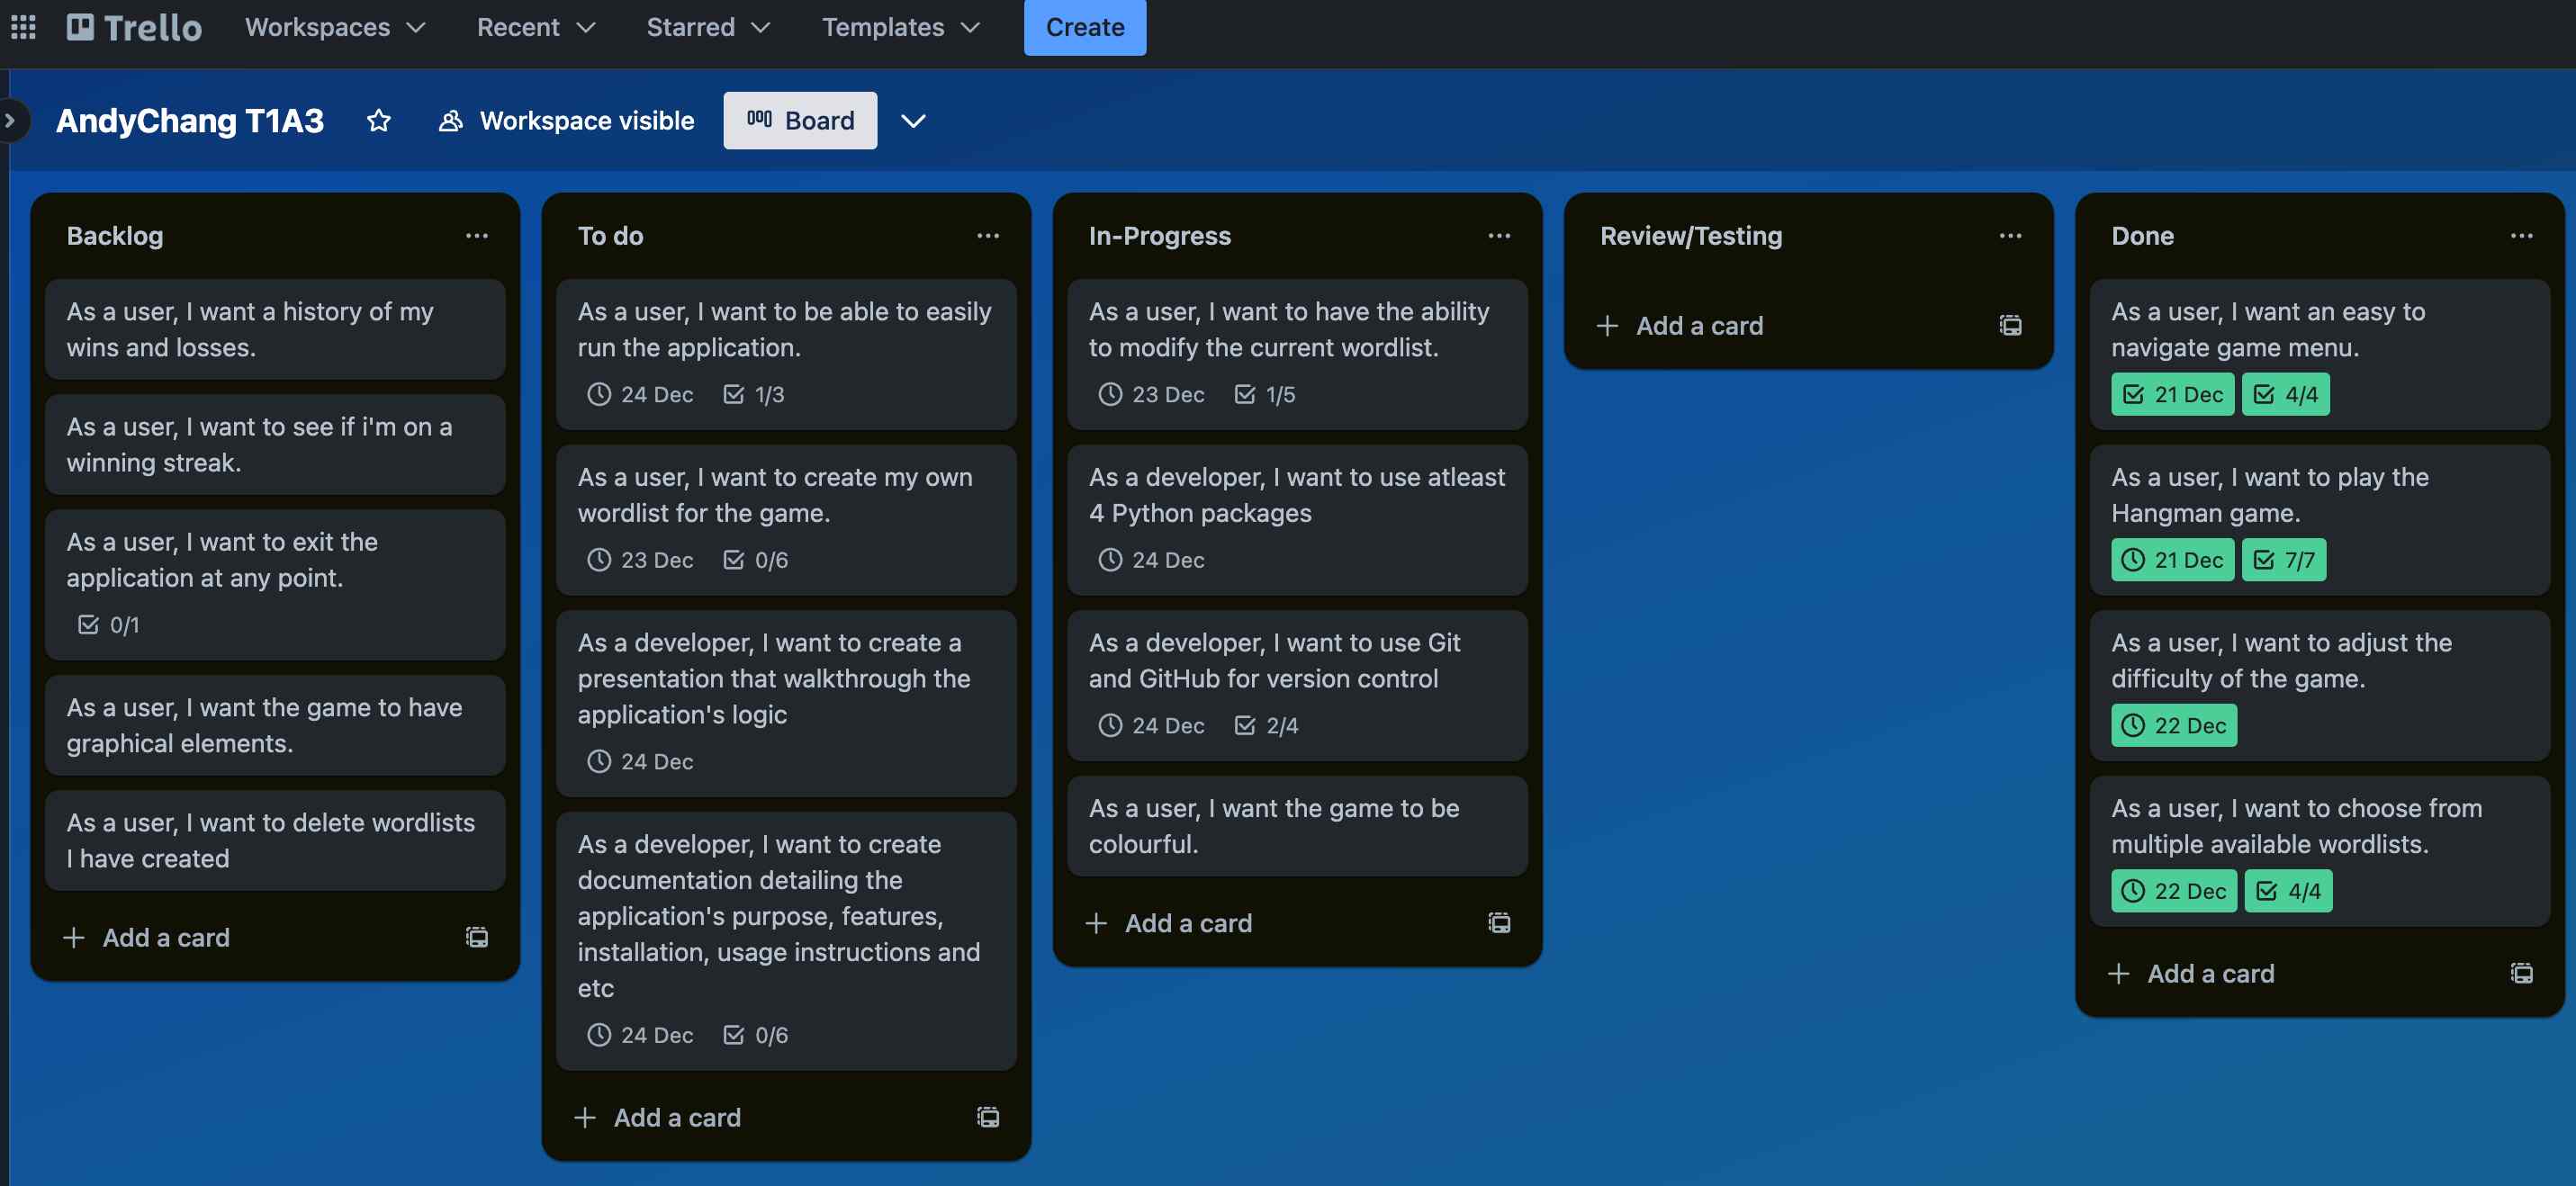 Trello
Workspaces
Recent
Starred
Templates
Create
AndyChang T1A3
Workspace visible
Board
Backlog
As a user, I want a history of my
wins and losses.
As a user, I want to see if i'm on a
winning streak.
As a user, I want to exit the
application at any point.
0/1
As a user, I want the game to have
graphical elements.
As a user, I want to delete wordlists
I have created
Add a card
To do
As a user, I want to be able to easily
run the application.
24 Dec 1/3
As a user, I want to create my own
wordlist for the game.
23 Dec 0/6
As a developer, I want to create a
presentation that walkthrough the
application's logic
24 Dec
As a developer, I want to create
documentation detailing the
application's purpose, features,
installation, usage instructions and
etc
24 Dec 0/6
Add a card
In-Progress
As a user, I want to have the ability
to modify the current wordlist.
23 Dec 1/5
As a developer, I want to use atleast
4 Python packages
24 Dec
As a developer, I want to use Git
and GitHub for version control
24 Dec 2/4
As a user, I want the game to be
colourful.
Add a card
Review/Testing
Add a card
Done
As a user, I want an easy to
navigate game menu.
21 Dec 4/4
As a user, I want to play the
Hangman game.
21 Dec 7/7
As a user, I want to adjust the
difficulty of the game.
22 Dec
As a user, I want to choose from
multiple available wordlists.
22 Dec 4/4
Add a card